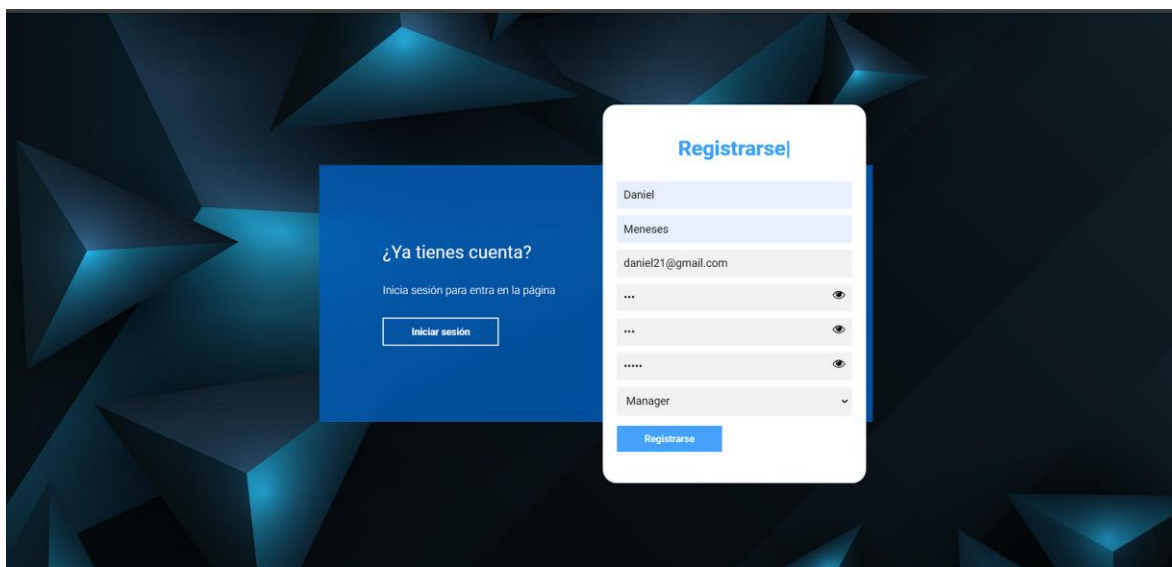 ¿Ya tienes cuenta?
Inicia sesión para entra en la página
Iniciar sesión
Registrarse|
Daniel
Meneses
daniel21@gmail.com
•••
•••
•••••
Manager
Registrarse